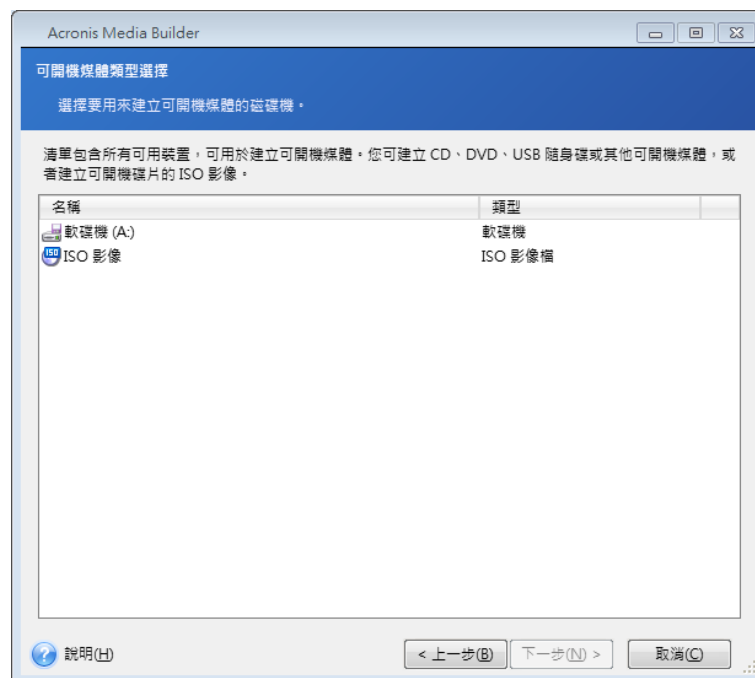 Acronis Media Builder
可開機媒體類型選擇
選擇要用來建立可開機媒體的磁碟機。
清單包含所有可用裝置，可用於建立可開機媒體。您可建立 CD、DVD、USB 隨身碟或其他可開機媒體，或
者建立可開機碟片的 ISO 影像。
名稱 類型
軟碟機 (A:) 軟碟機
ISO ISO 影像 ISO 影像檔
說明(H) < 上一步(B) 下一步(N) > 取消(C)